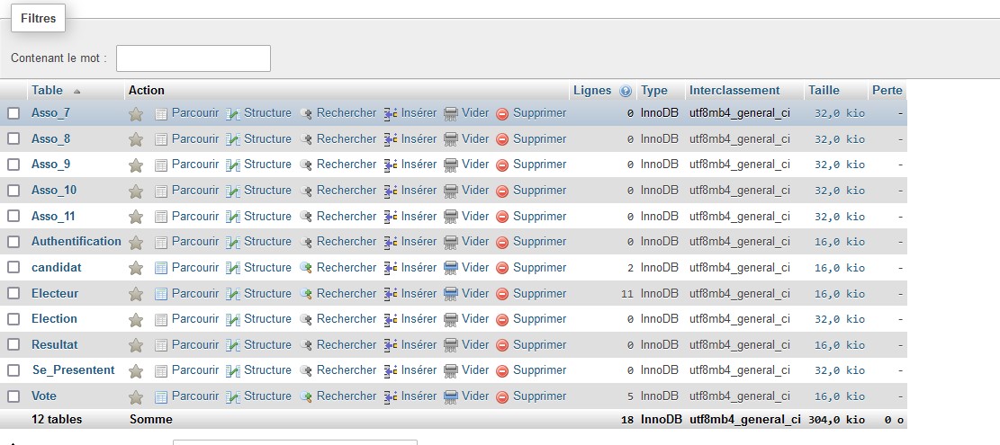 Filtres
Contenant le mot :
Table Action Lignes Type Interclassement Taille Perte
Asso_7 Parcourir Structure Rechercher Insérer Vider Supprimer 0 InnoDB utf8mb4_general_ci 32,0 kio -
Asso_8 Parcourir Structure Rechercher Insérer Vider Supprimer 0 InnoDB utf8mb4_general_ci 32,0 kio -
Asso_9 Parcourir Structure Rechercher Insérer Vider Supprimer 0 InnoDB utf8mb4_general_ci 32,0 kio -
Asso_10 Parcourir Structure Rechercher Insérer Vider Supprimer 0 InnoDB utf8mb4_general_ci 32,0 kio -
Asso_11 Parcourir Structure Rechercher Insérer Vider Supprimer 0 InnoDB utf8mb4_general_ci 32,0 kio -
Authentification Parcourir Structure Rechercher Insérer Vider Supprimer 0 InnoDB utf8mb4_general_ci 16,0 kio -
candidat Parcourir Structure Rechercher Insérer Vider Supprimer 2 InnoDB utf8mb4_general_ci 16,0 kio -
Electeur Parcourir Structure Rechercher Insérer Vider Supprimer 11 InnoDB utf8mb4_general_ci 16,0 kio -
Election Parcourir Structure Rechercher Insérer Vider Supprimer 0 InnoDB utf8mb4_general_ci 32,0 kio -
Resultat Parcourir Structure Rechercher Insérer Vider Supprimer 0 InnoDB utf8mb4_general_ci 16,0 kio -
Se_Presentent Parcourir Structure Rechercher Insérer Vider Supprimer 0 InnoDB utf8mb4_general_ci 32,0 kio -
Vote Parcourir Structure Rechercher Insérer Vider Supprimer 5 InnoDB utf8mb4_general_ci 16,0 kio -
12 tables Somme 18 InnoDB utf8mb4_general_ci 304,0 kio 0 o